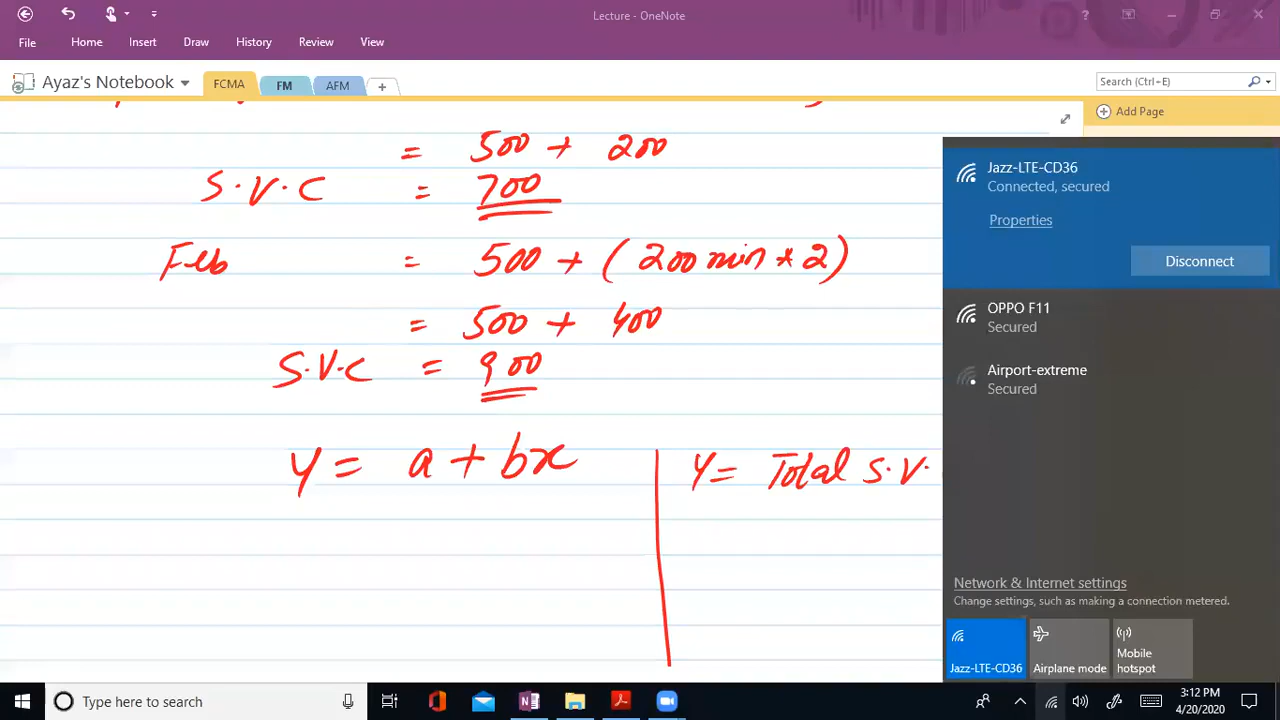 Lecture - OneNote
File Home Insert Draw History Review View
Ayaz's Notebook FCMA FM AFM +
Search (Ctrl+E)
Add Page
= 500 + 200
S.V.C = 700
Feb = 500 + ( 200 min * 2 )
= 500 + 400
S.V.C = 900
y = a + bx
y = Total S.V.
Jazz-LTE-CD36
Connected, secured
Properties
Disconnect
OPPO F11
Secured
Airport-extreme
Secured
Network & Internet settings
Change settings, such as making a connection metered.
Jazz-LTE-CD36
Airplane mode
Mobile
hotspot
Type here to search
3:12 PM
4/20/2020